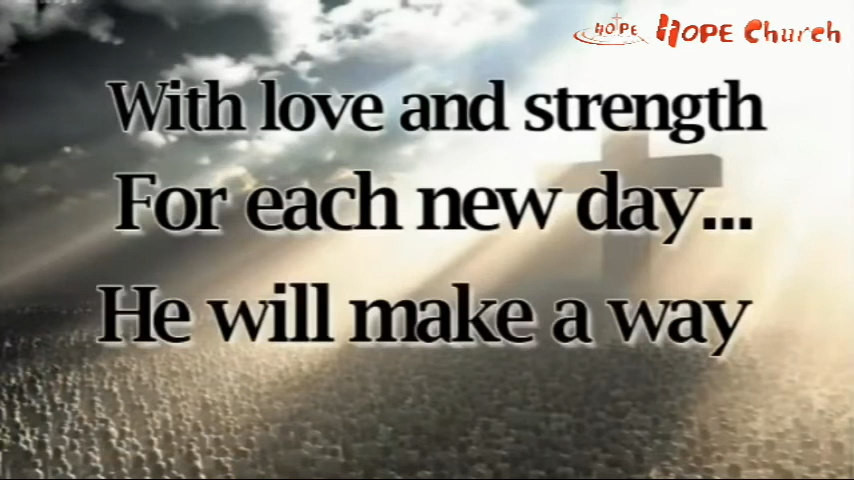 HOPE HOPE Church
With love and strength
For each new day...
He will make a way